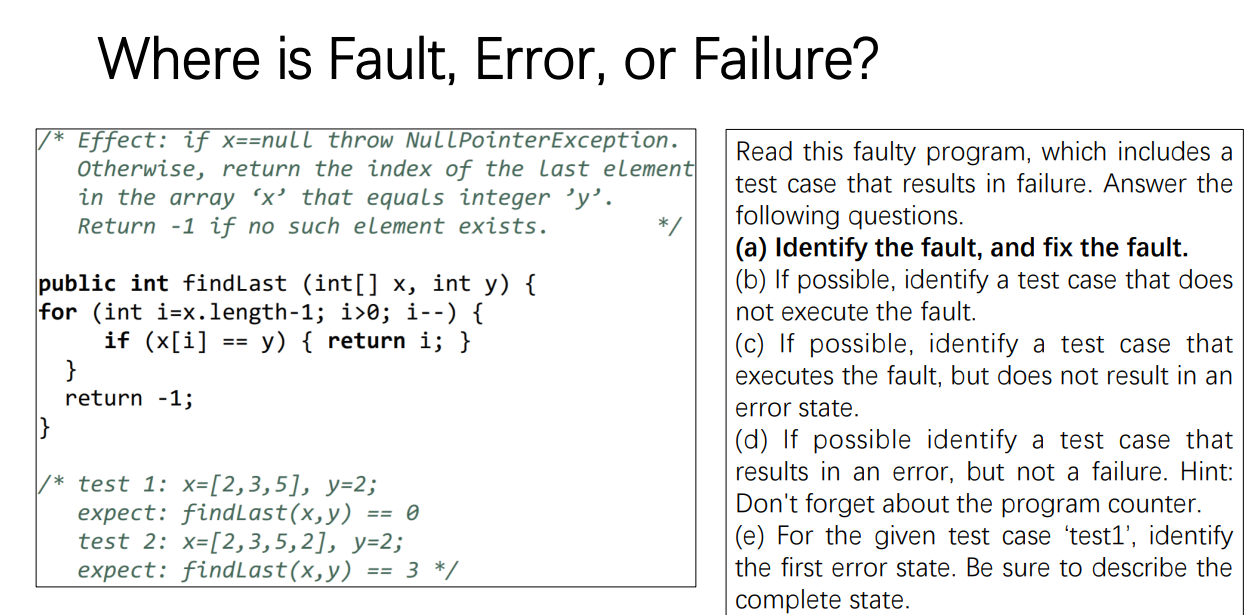 Where is Fault, Error, or Failure?
/* Effect: if x==null throw NullPointerException.
Otherwise, return the index of the last element
in the array ‘x’ that equals integer ’y’.
Return -1 if no such element exists. */
public int findLast (int[] x, int y) {
for (int i=x.length-1; i>0; i--) {
if (x[i] == y) { return i; }
}
return -1;
}
/* test 1: x=[2,3,5], y=2;
expect: findLast(x,y) == 0
test 2: x=[2,3,5,2], y=2;
expect: findLast(x,y) == 3 */
Read this faulty program, which includes a
test case that results in failure. Answer the
following questions.
(a) Identify the fault, and fix the fault.
(b) If possible, identify a test case that does
not execute the fault.
(c) If possible, identify a test case that
executes the fault, but does not result in an
error state.
(d) If possible identify a test case that
results in an error, but not a failure. Hint:
Don't forget about the program counter.
(e) For the given test case ‘test1’, identify
the first error state. Be sure to describe the
complete state.